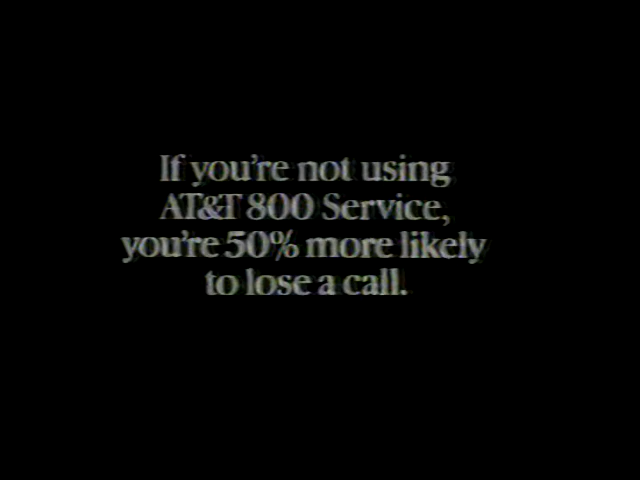 If you're not using
AT&T 800 Service,
you're 50% more likely
to lose a call.